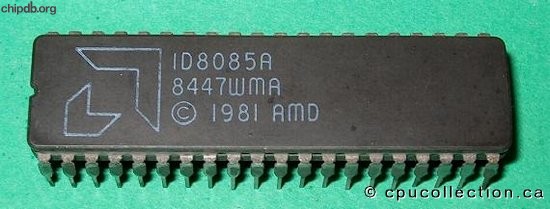 chipdb.org
ID8085A
8447WMA
© 1981 AMD
© cpucollection.ca